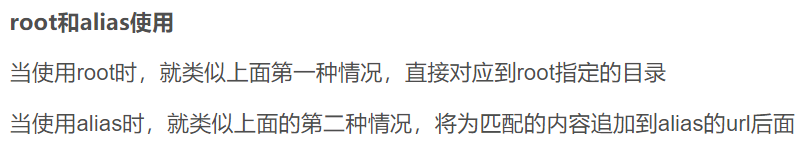 root和alias使用
当使用root时，就类似上面第一种情况，直接对应到root指定的目录
当使用alias时，就类似上面的第二种情况，将为匹配的内容追加到alias的url后面